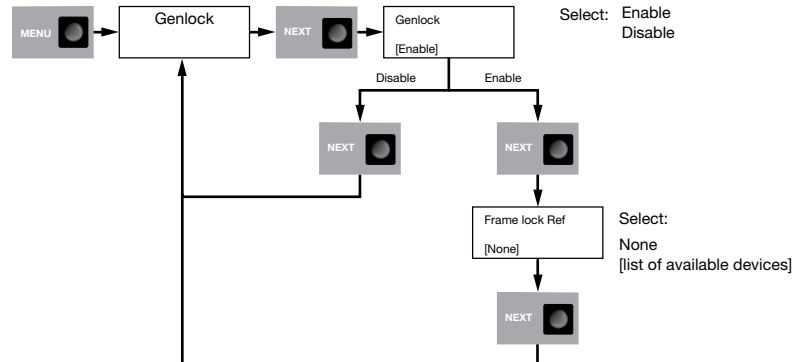 MENU
Genlock
NEXT
Genlock
[Enable]
Select: Enable
Disable
Disable
Enable
NEXT
NEXT
Frame lock Ref
[None]
Select:
None
[list of available devices]
NEXT